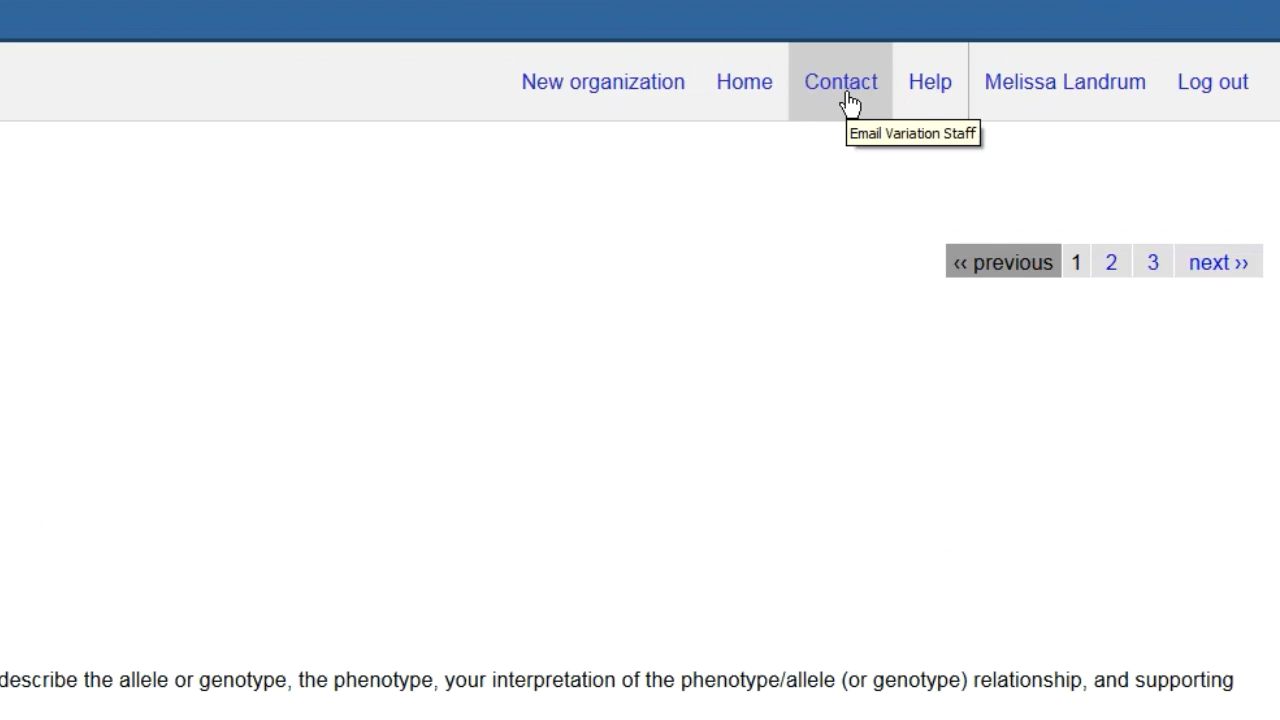 New organization Home Contact Help Melissa Landrum Log out
Email Variation Staff
‹‹ previous 1 2 3 next ››
describe the allele or genotype, the phenotype, your interpretation of the phenotype/allele (or genotype) relationship, and supporting